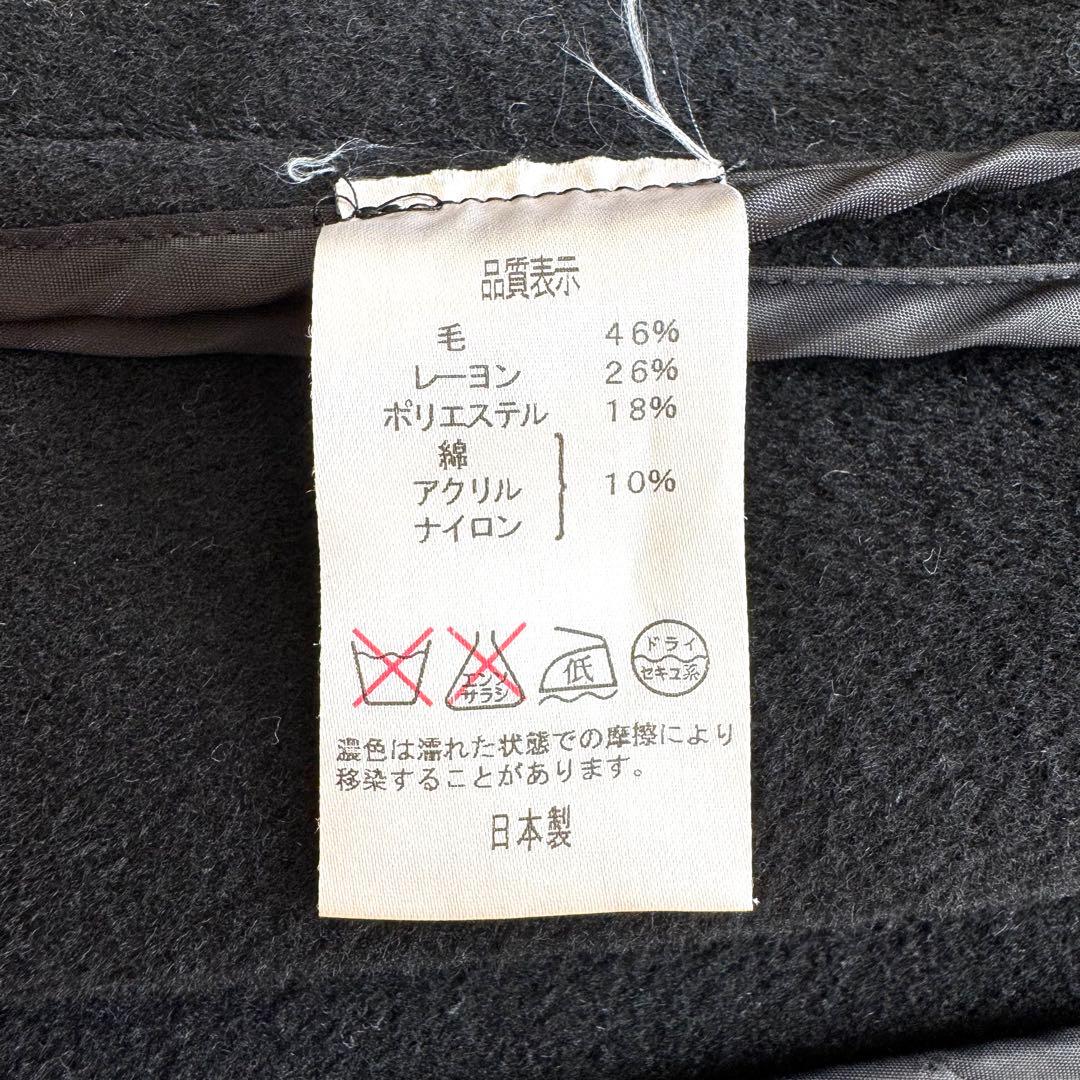 品質表示
毛 46%
レーヨン 26%
ポリエステル 18%
綿
アクリル 10%
ナイロン
エンソ
サラシ
低
ドライ
セキユ系
濃色は濡れた状態での摩擦により
移染することがあります。
日本製